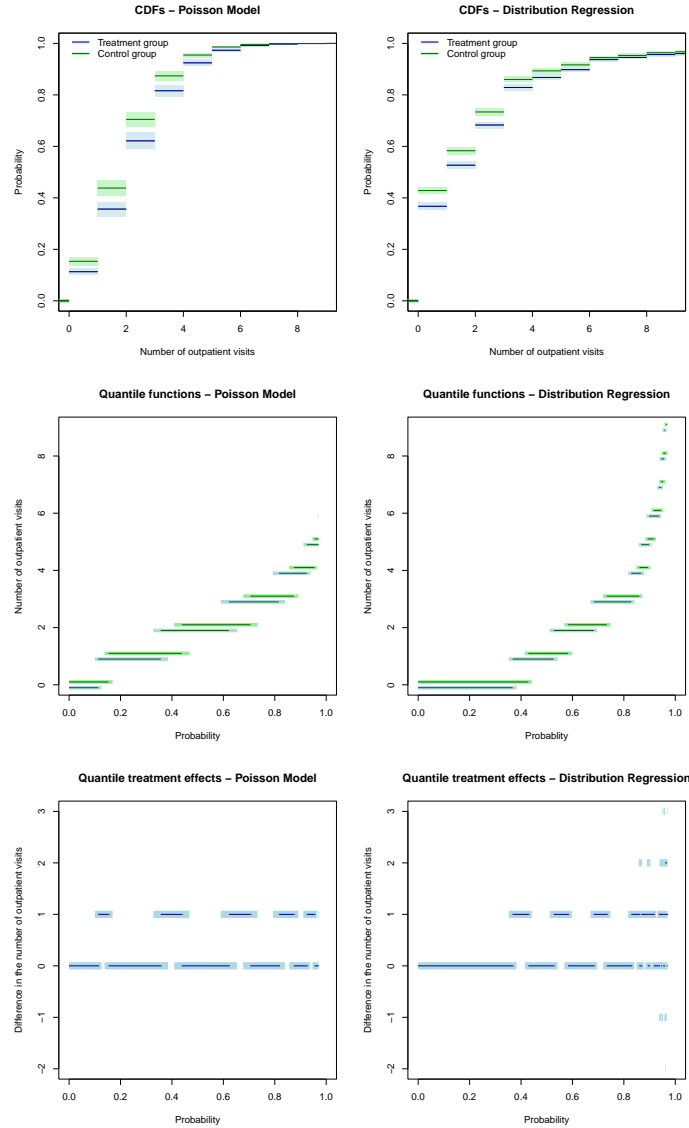 CDFs – Poisson Model
Probability
0.0 0.2 0.4 0.6 0.8 1.0
Treatment group
Control group
0 2 4 6 8
Number of outpatient visits
CDFs – Distribution Regression
Probability
0.0 0.2 0.4 0.6 0.8 1.0
Treatment group
Control group
0 2 4 6 8
Number of outpatient visits
Quantile functions – Poisson Model
Number of outpatient visits
0 2 4 6 8
0.0 0.2 0.4 0.6 0.8 1.0
Probability
Quantile functions – Distribution Regression
Number of outpatient visits
0 2 4 6 8
0.0 0.2 0.4 0.6 0.8 1.0
Probablity
Quantile treatment effects – Poisson Model
Difference in the number of outpatient visits
−2 −1 0 1 2 3
0.0 0.2 0.4 0.6 0.8 1.0
Probability
Quantile treatment effects – Distribution Regression
Difference in the number of outpatient visits
−2 −1 0 1 2 3
0.0 0.2 0.4 0.6 0.8 1.0
Probability